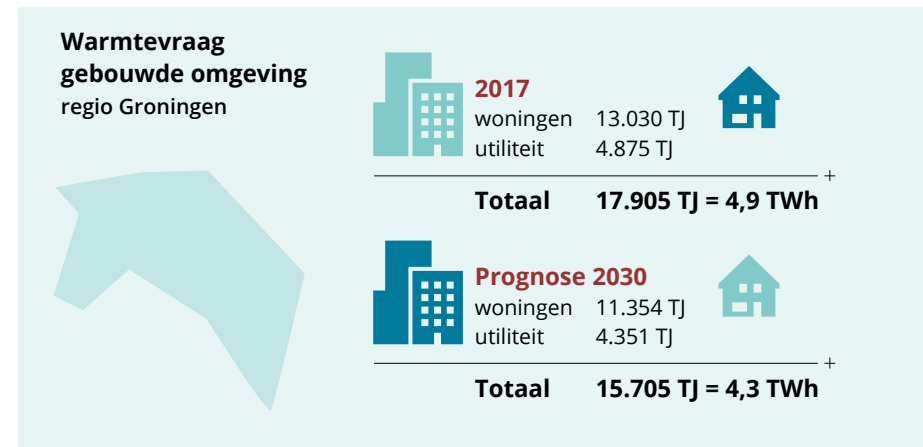 Warmtevraag
gebouwde omgeving
regio Groningen
2017
woningen 13.030 TJ
utiliteit 4.875 TJ
+
Totaal 17.905 TJ = 4,9 TWh
Prognose 2030
woningen 11.354 TJ
utiliteit 4.351 TJ
+
Totaal 15.705 TJ = 4,3 TWh